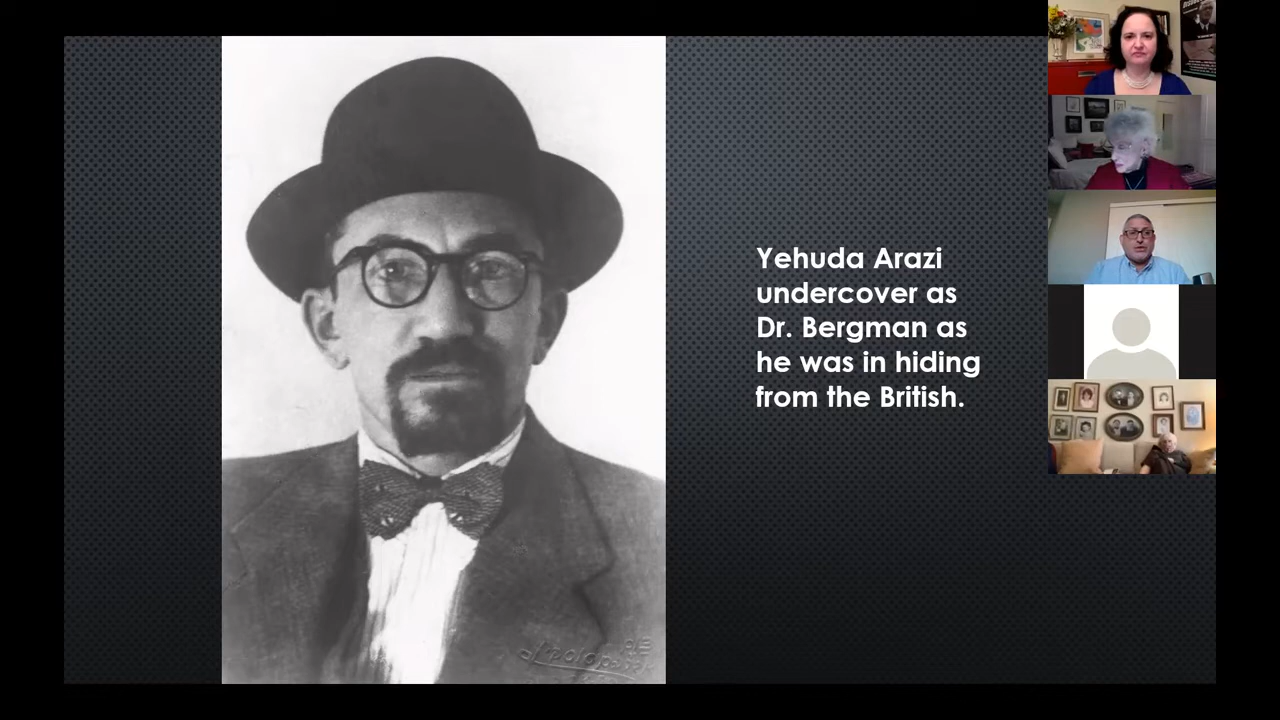 Yehuda Arazi
undercover as
Dr. Bergman as
he was in hiding
from the British.